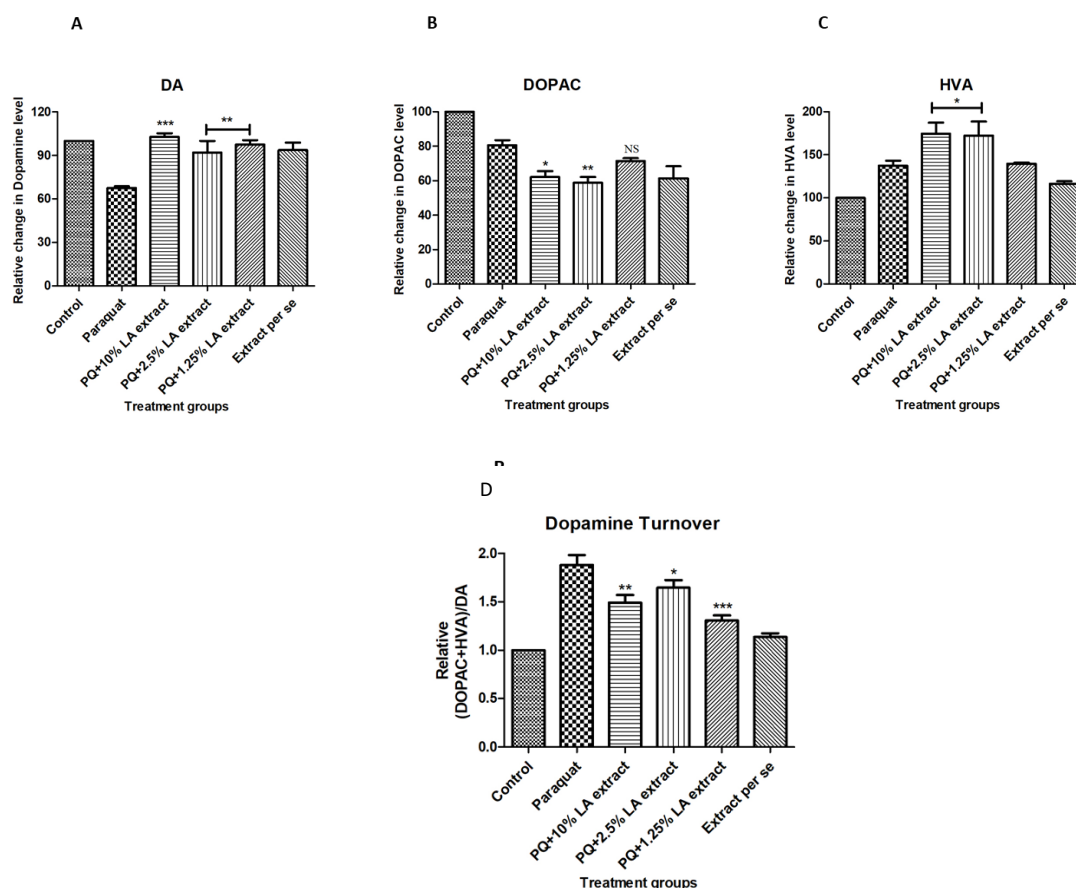 A
DA
Relative change in Dopamine level
120
90
60
30
0
***
**
Control
Paraquat
PQ+10% LA extract
PQ+2.5% LA extract
PQ+1.25% LA extract
Extract per se
Treatment groups
B
DOPAC
Relative change in DOPAC level
100
80
60
40
20
0
*
**
NS
Control
Paraquat
PQ+10% LA extract
PQ+2.5% LA extract
PQ+1.25% LA extract
Extract per se
Treatment groups
C
HVA
Relative change in HVA level
200
150
100
50
0
*
Control
Paraquat
PQ+10% LA extract
PQ+2.5% LA extract
PQ+1.25% LA extract
Extract per se
Treatment groups
D
Dopamine Turnover
Relative
(DOPAC+HVA)/DA
2.0
1.5
1.0
0.5
0.0
**
*
***
Control
Paraquat
PQ+10% LA extract
PQ+2.5% LA extract
PQ+1.25% LA extract
Extract per se
Treatment groups